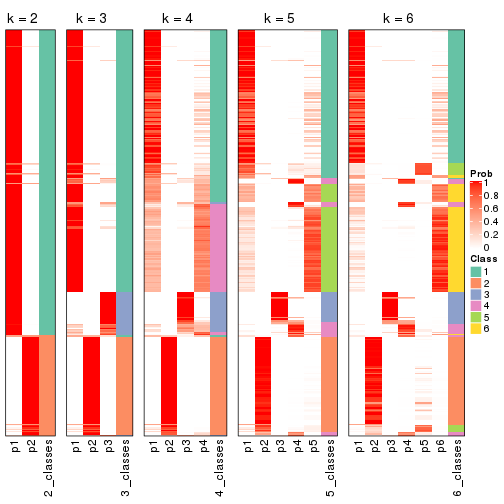 k = 2
k = 3
k = 4
k = 5
k = 6
p1
p2
2_classes
p1
p2
p3
3_classes
p1
p2
p3
p4
4_classes
p1
p2
p3
p4
p5
5_classes
p1
p2
p3
p4
p5
p6
6_classes
Prob
1
0.8
0.6
0.4
0.2
0
Class
1
2
3
4
5
6